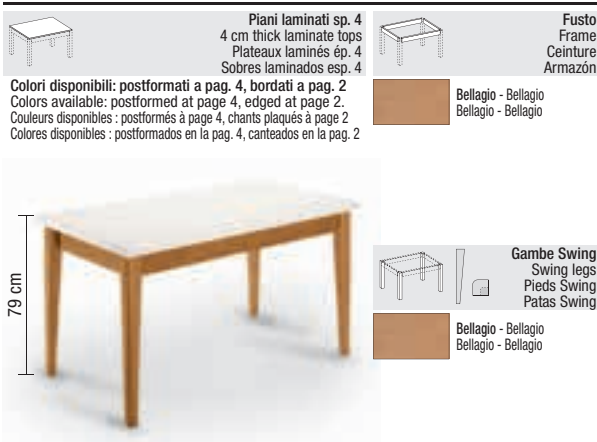 Piani laminati sp. 4
4 cm thick laminate tops
Plateaux laminés ép. 4
Sobres laminados esp. 4
Colori disponibili: postformati a pag. 4, bordati a pag. 2
Colors available: postformed at page 4, edged at page 2.
Couleurs disponibles : postformés à page 4, chants plaqués à page 2
Colores disponibles : postformados en la pag. 4, canteados en la pag. 2
Fusto
Frame
Ceinture
Armazón
Bellagio - Bellagio
Bellagio - Bellagio
79 cm
Gambe Swing
Swing legs
Pieds Swing
Patas Swing
Bellagio - Bellagio
Bellagio - Bellagio